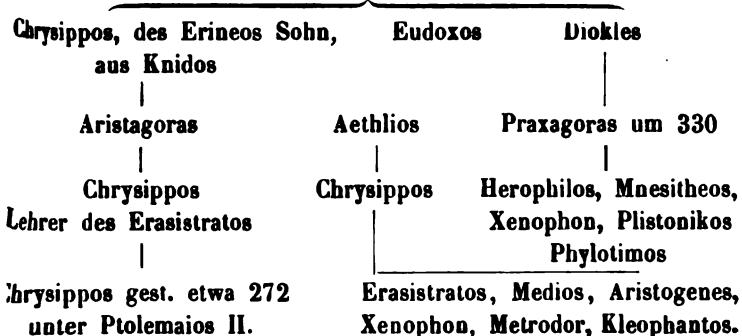 Chrysippos, des Erineos Sohn, Eudoxos Diokles
aus Knidos
Aristagoras Aethlios Praxagoras um 330
Chrysippos Chrysippos Herophilos, Mnesitheos,
Lehrer des Erasistratos Xenophon, Plistonikos
Phylotimos
Chrysippos gest. etwa 272 Erasistratos, Medios, Aristogenes,
unter Ptolemaios II. Xenophon, Metrodor, Kleophantos.